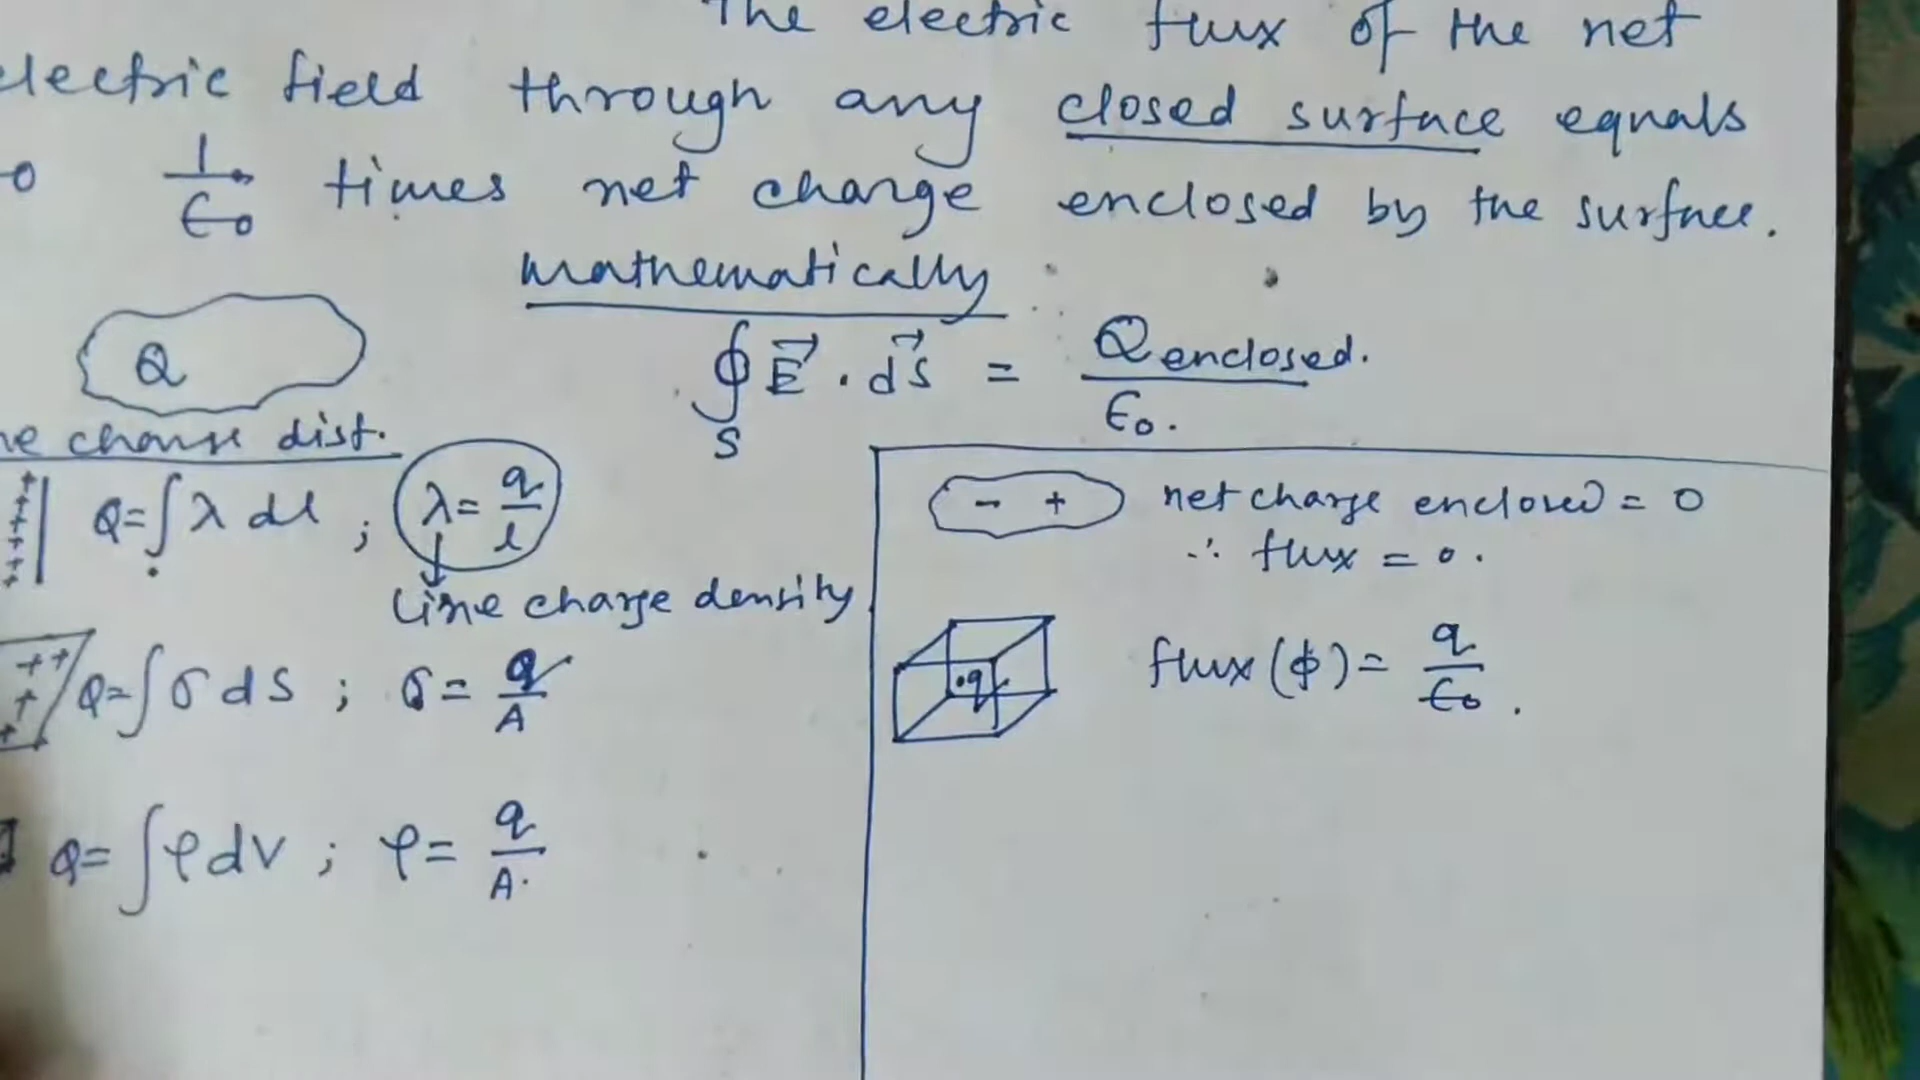 The electric flux of the net
electric field through any closed surface equals
to 1/ϵ₀ times net charge enclosed by the surface.
mathematically
∮_S E⃗ · dS⃗ = Q enclosed. / ϵ₀.
Q
charge dist.
Q = ∫ λ dl ; λ = q/l
line charge density
Q = ∫ σ dS ; σ = q/A
Q = ∫ ρ dV ; ρ = q/A.
- + net charge enclosed = 0
∴ flux = 0.
.q flux (ϕ) = q/ϵ₀.